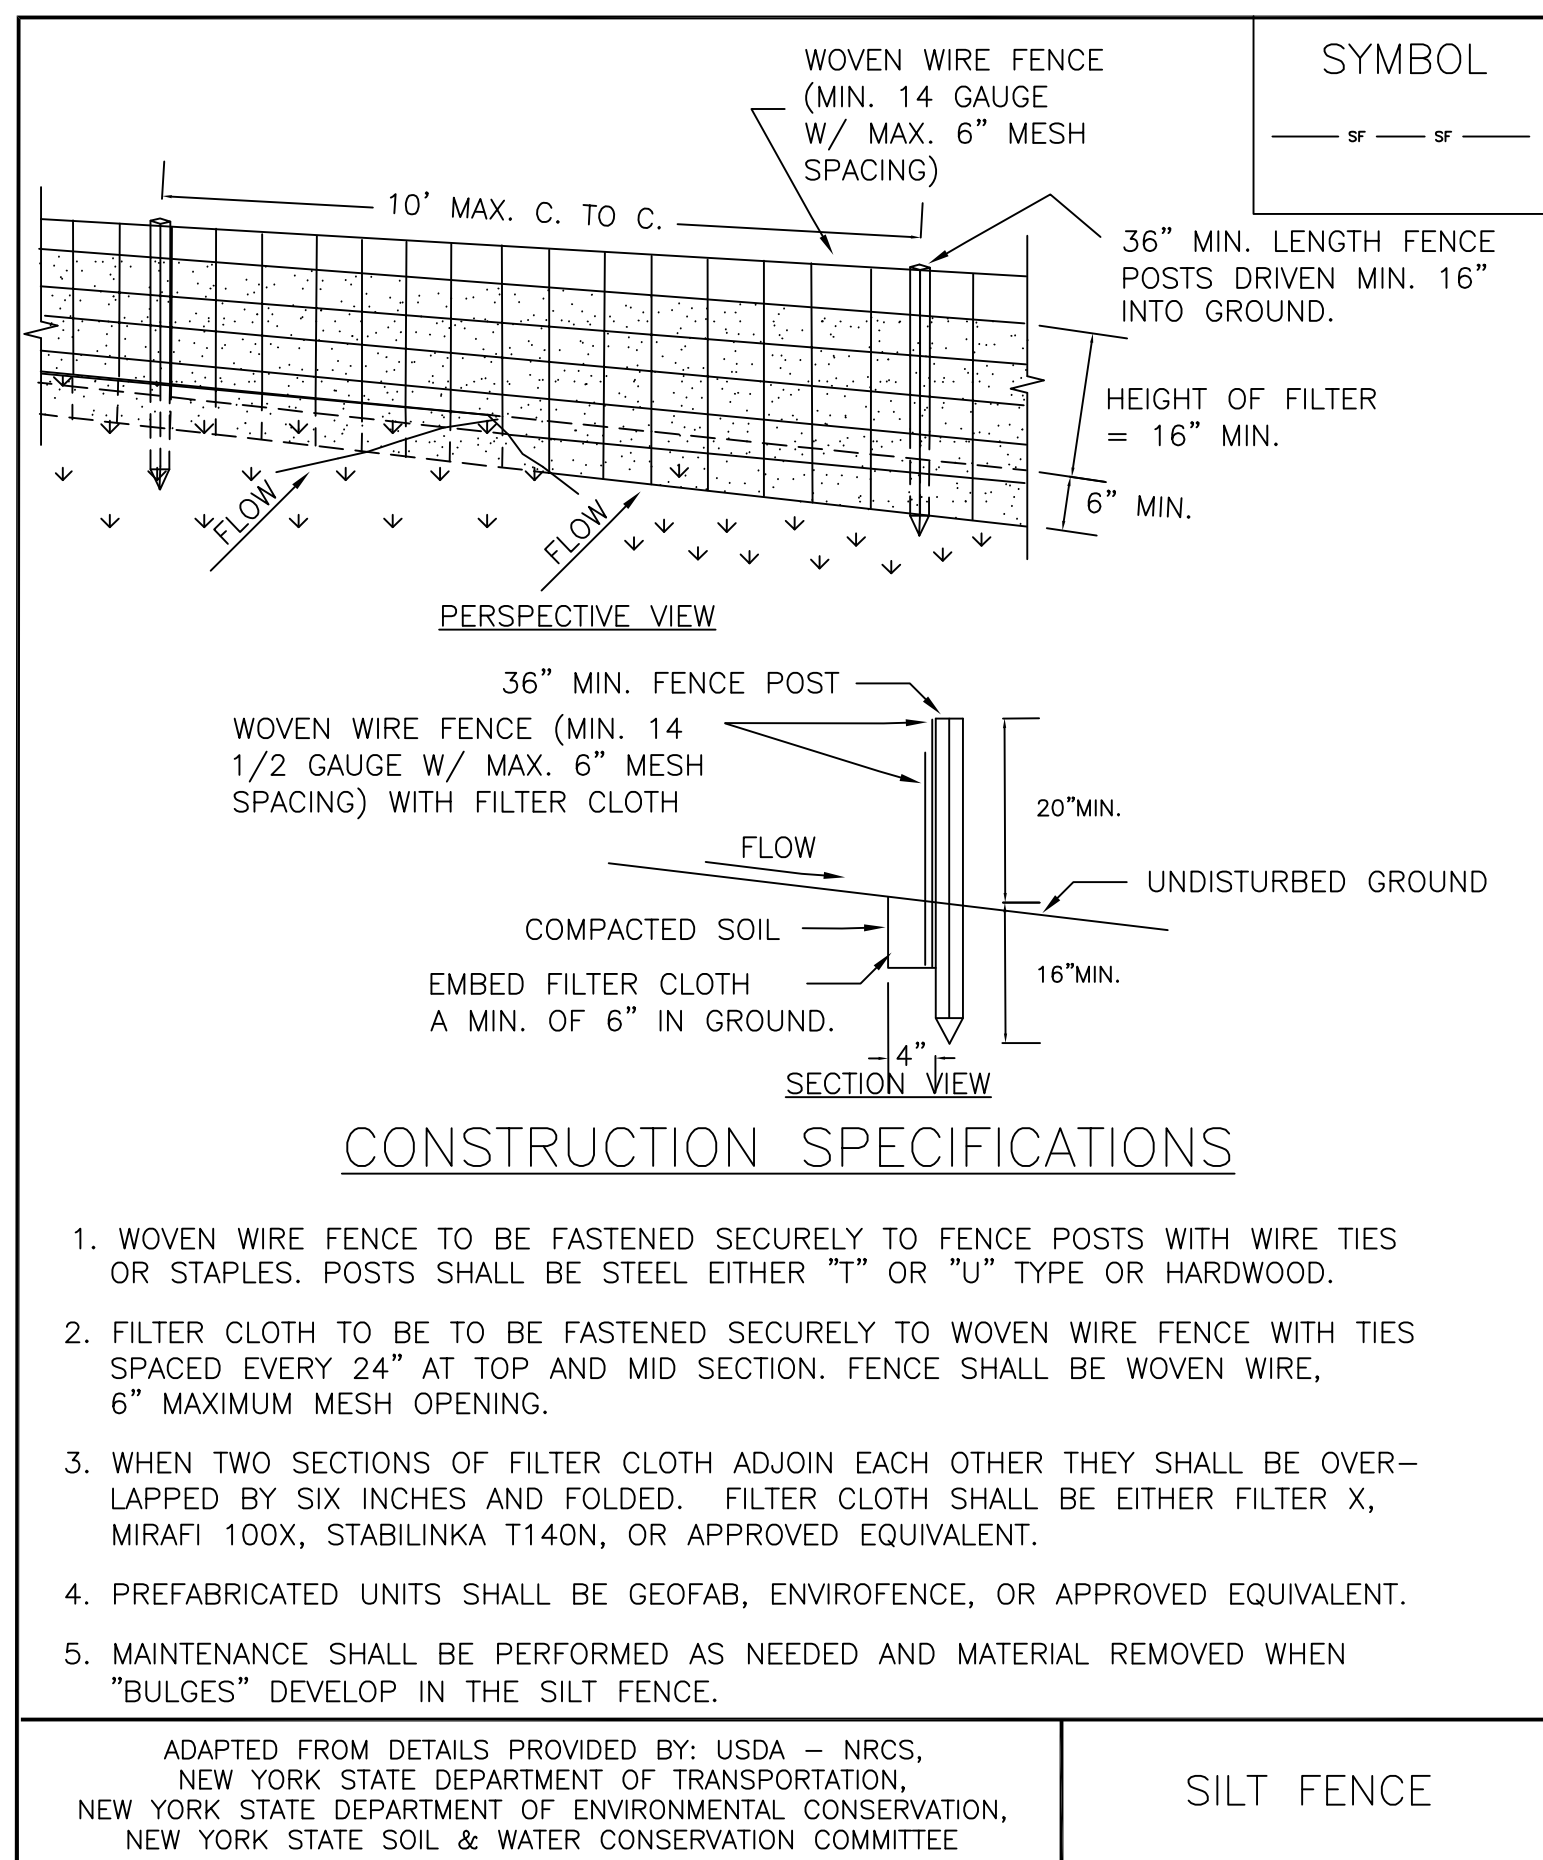 WOVEN WIRE FENCE
(MIN. 14 GAUGE
W/ MAX. 6” MESH
SPACING)
SYMBOL
SF SF
10’ MAX. C. TO C.
36” MIN. LENGTH FENCE
POSTS DRIVEN MIN. 16”
INTO GROUND.
HEIGHT OF FILTER
= 16” MIN.
6” MIN.
FLOW
FLOW
PERSPECTIVE VIEW
36” MIN. FENCE POST
WOVEN WIRE FENCE (MIN. 14
1/2 GAUGE W/ MAX. 6” MESH
SPACING) WITH FILTER CLOTH
20”MIN.
FLOW
UNDISTURBED GROUND
COMPACTED SOIL
EMBED FILTER CLOTH
A MIN. OF 6” IN GROUND.
16”MIN.
4”
SECTION VIEW
CONSTRUCTION SPECIFICATIONS
1. WOVEN WIRE FENCE TO BE FASTENED SECURELY TO FENCE POSTS WITH WIRE TIES
OR STAPLES. POSTS SHALL BE STEEL EITHER ”T” OR ”U” TYPE OR HARDWOOD.
2. FILTER CLOTH TO BE TO BE FASTENED SECURELY TO WOVEN WIRE FENCE WITH TIES
SPACED EVERY 24” AT TOP AND MID SECTION. FENCE SHALL BE WOVEN WIRE,
6” MAXIMUM MESH OPENING.
3. WHEN TWO SECTIONS OF FILTER CLOTH ADJOIN EACH OTHER THEY SHALL BE OVER–
LAPPED BY SIX INCHES AND FOLDED. FILTER CLOTH SHALL BE EITHER FILTER X,
MIRAFI 100X, STABILINKA T140N, OR APPROVED EQUIVALENT.
4. PREFABRICATED UNITS SHALL BE GEOFAB, ENVIROFENCE, OR APPROVED EQUIVALENT.
5. MAINTENANCE SHALL BE PERFORMED AS NEEDED AND MATERIAL REMOVED WHEN
”BULGES” DEVELOP IN THE SILT FENCE.
ADAPTED FROM DETAILS PROVIDED BY: USDA – NRCS,
NEW YORK STATE DEPARTMENT OF TRANSPORTATION,
NEW YORK STATE DEPARTMENT OF ENVIRONMENTAL CONSERVATION,
NEW YORK STATE SOIL & WATER CONSERVATION COMMITTEE
SILT FENCE